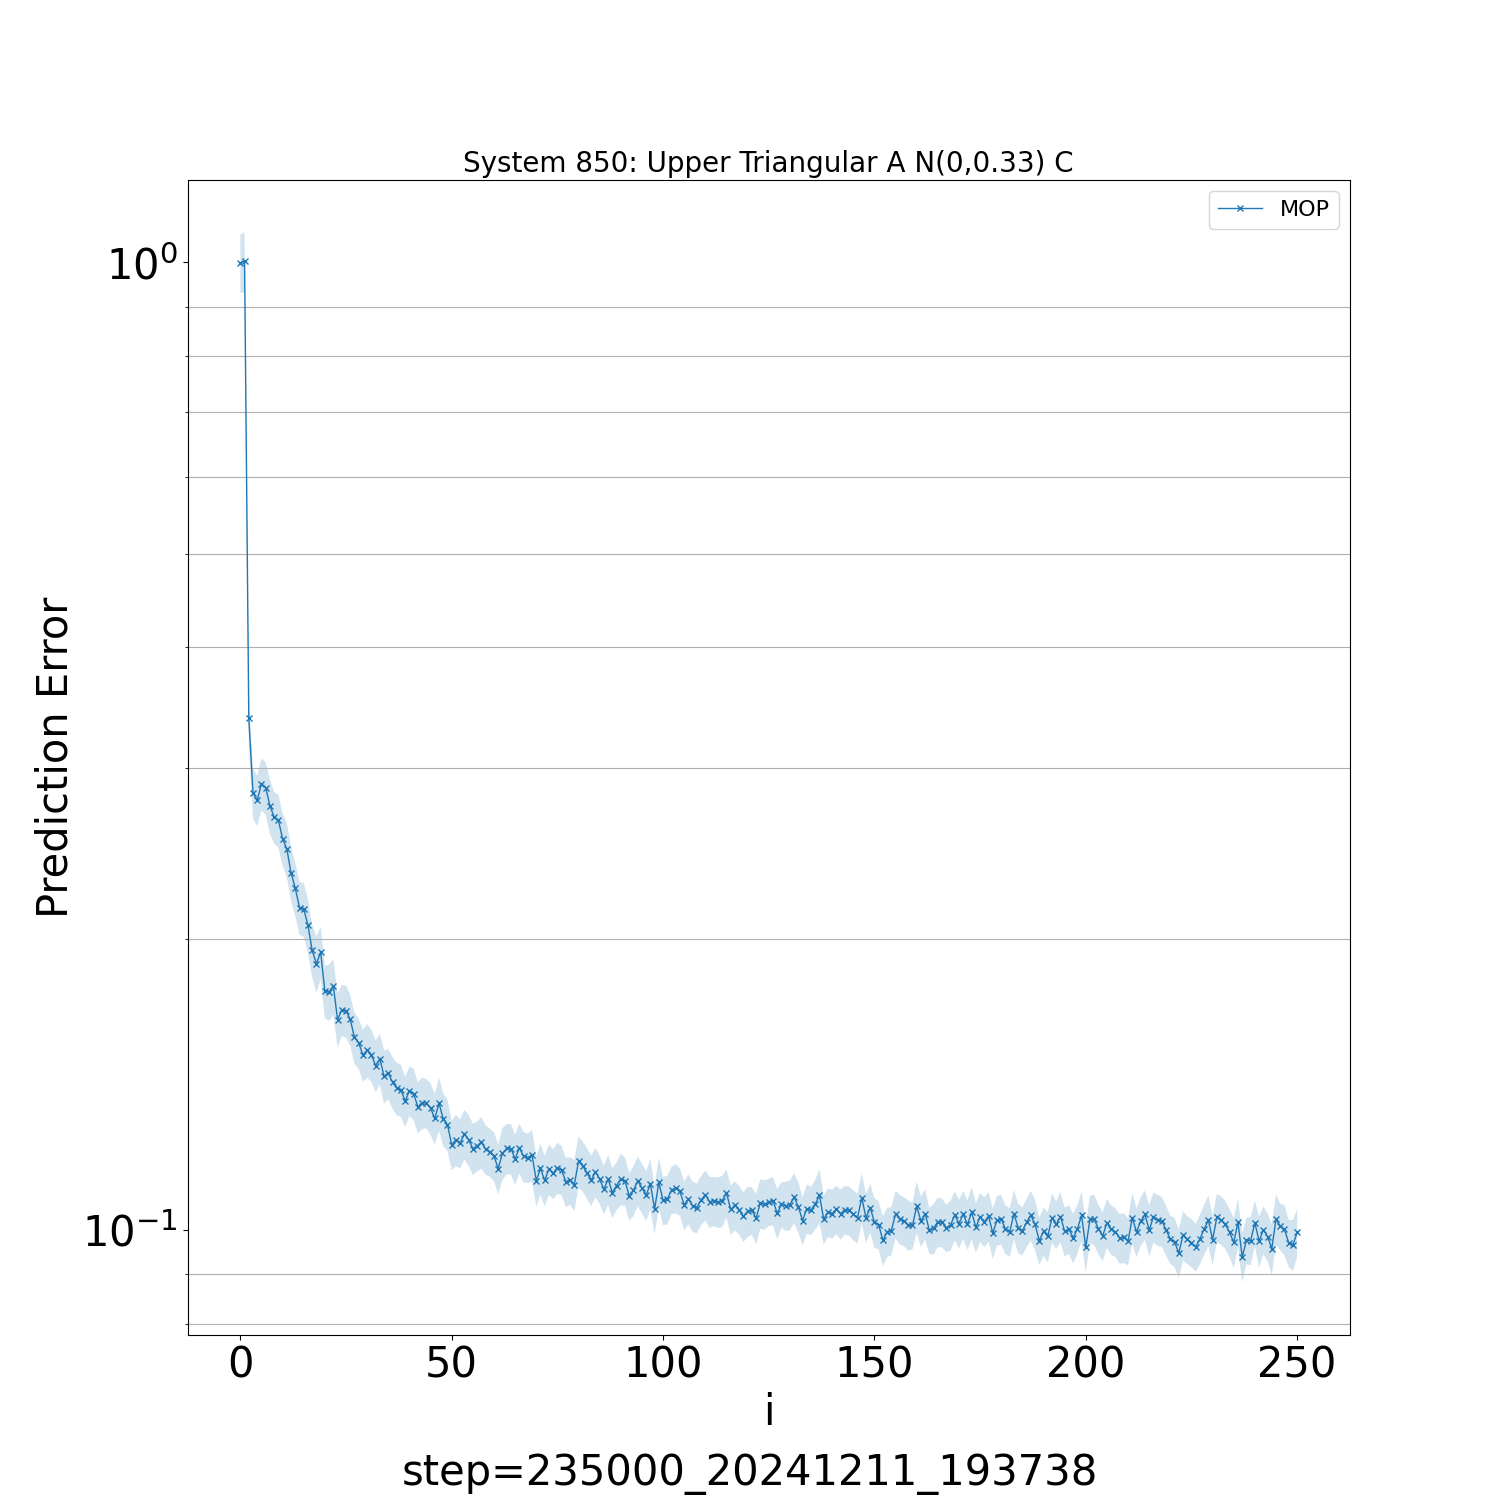 System 850: Upper Triangular A N(0,0.33) C
MOP
10⁰
10⁻¹
Prediction Error
0 50 100 150 200 250
i
step=235000_20241211_193738